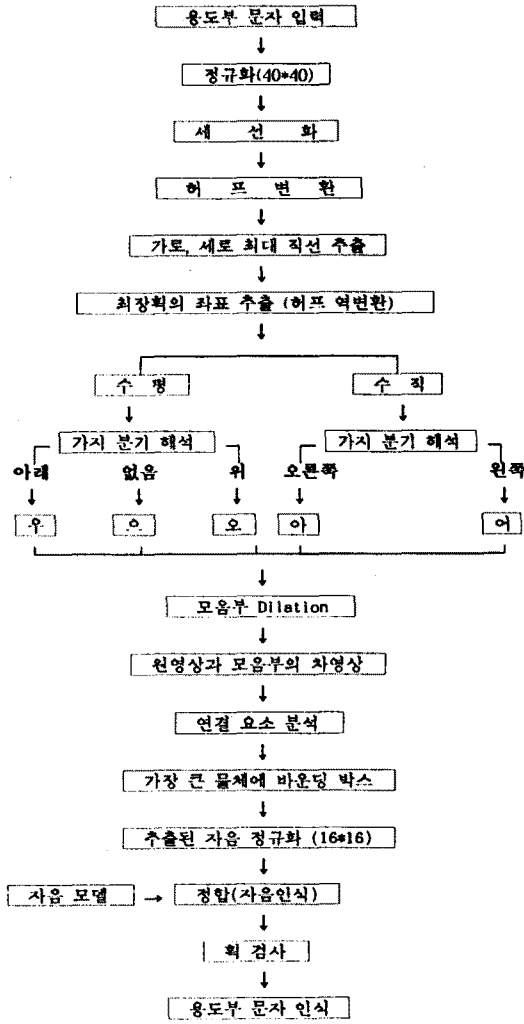 용도부 문자 입력
정규화(40*40)
세 선 화
허 프 변 환
가로, 세로 최대 직선 추출
최장획의 좌표 추출 (허프 역변환)
수 평 수 직
가지 분기 해석 가지 분기 해석
아래 없음 위 오른쪽 왼쪽
우 으 오 아 어
모음부 Dilation
원영상과 모음부의 차영상
연결 요소 분석
가장 큰 물체에 바운딩 박스
추출된 자음 정규화 (16*16)
자음 모델 정합(자음인식)
획 검사
용도부 문자 인식